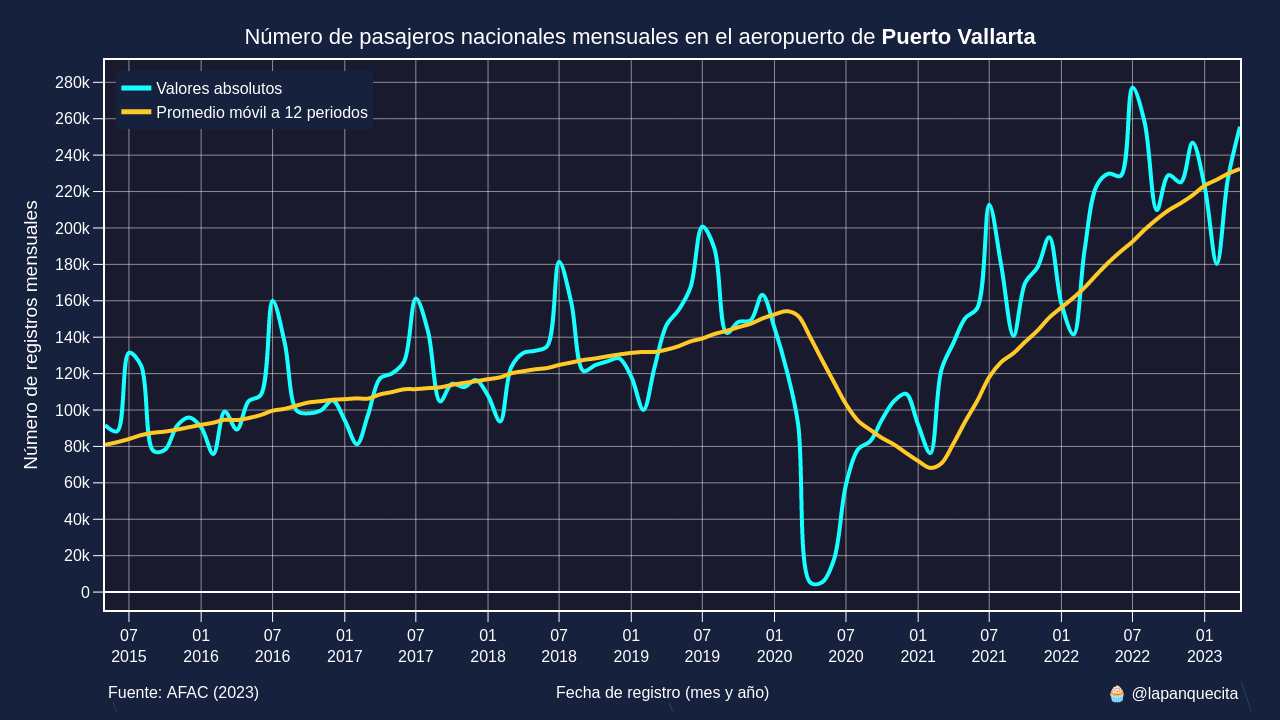 Número de pasajeros nacionales mensuales en el aeropuerto de Puerto Vallarta
Valores absolutos
Promedio móvil a 12 periodos
Número de registros mensuales
280k
260k
240k
220k
200k
180k
160k
140k
120k
100k
80k
60k
40k
20k
0
07 01 07 01 07 01 07 01 07 01 07 01 07 01 07 01
2015 2016 2016 2017 2017 2018 2018 2019 2019 2020 2020 2021 2021 2022 2022 2023
Fuente: AFAC (2023)
Fecha de registro (mes y año)
🧁 @lapanquecita